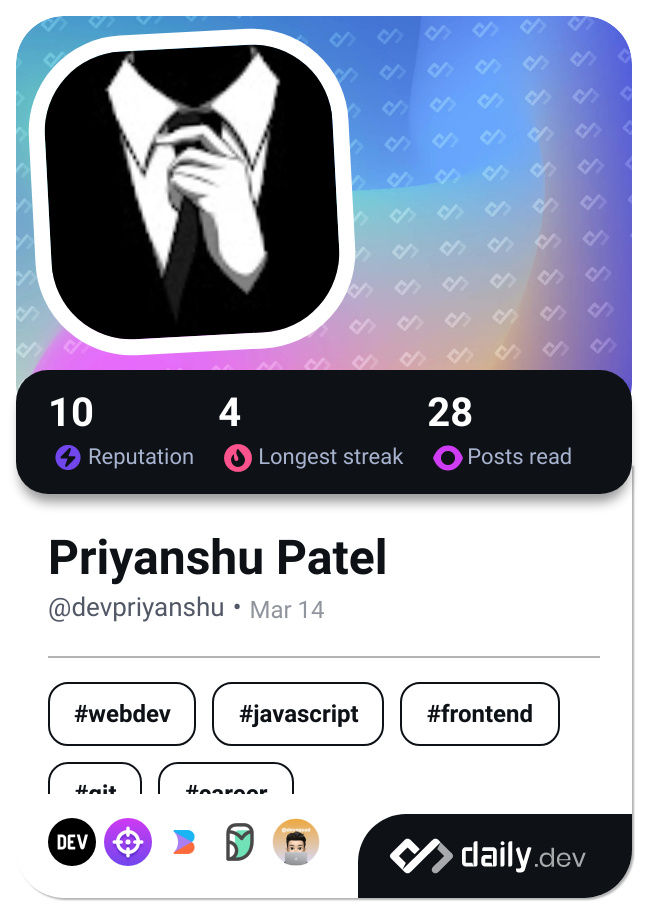 10 4 28
Reputation Longest streak Posts read
Priyanshu Patel
@devpriyanshu • Mar 14
#webdev #javascript #frontend
#git #career
DEV
daily.dev